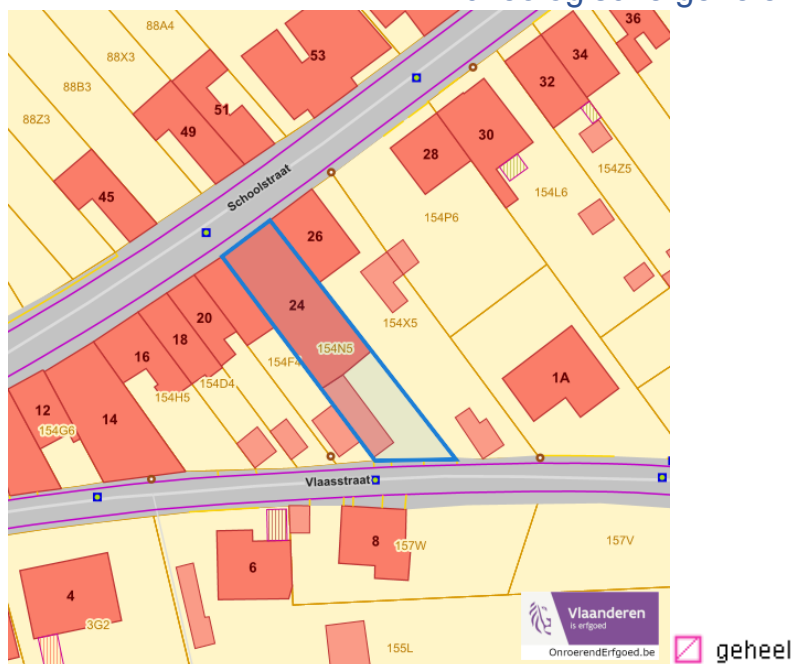 88A4
36
53
34
88X3
32
88B3
51
88Z3
49
30
28
154Z5
45
Schoolstraat
154L6
154P6
26
24
20
154X5
18
154N5
16
154F4
1A
154D4
12
154H5
14
154G6
Vlaasstraat
8
157W
157V
6
4
3G2
155L
Vlaanderen
is erfgoed
OnroerendErfgoed.be
geheel